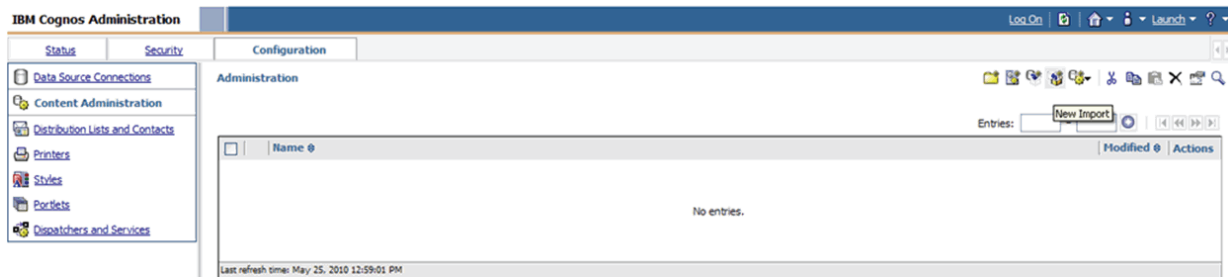 IBM Cognos Administration
Log On Launch ?
Status Security Configuration
Data Source Connections
Content Administration
Distribution Lists and Contacts
Printers
Styles
Portlets
Dispatchers and Services
Administration
New Import
Entries: -
Name Modified Actions
No entries.
Last refresh time: May 25, 2010 12:59:01 PM